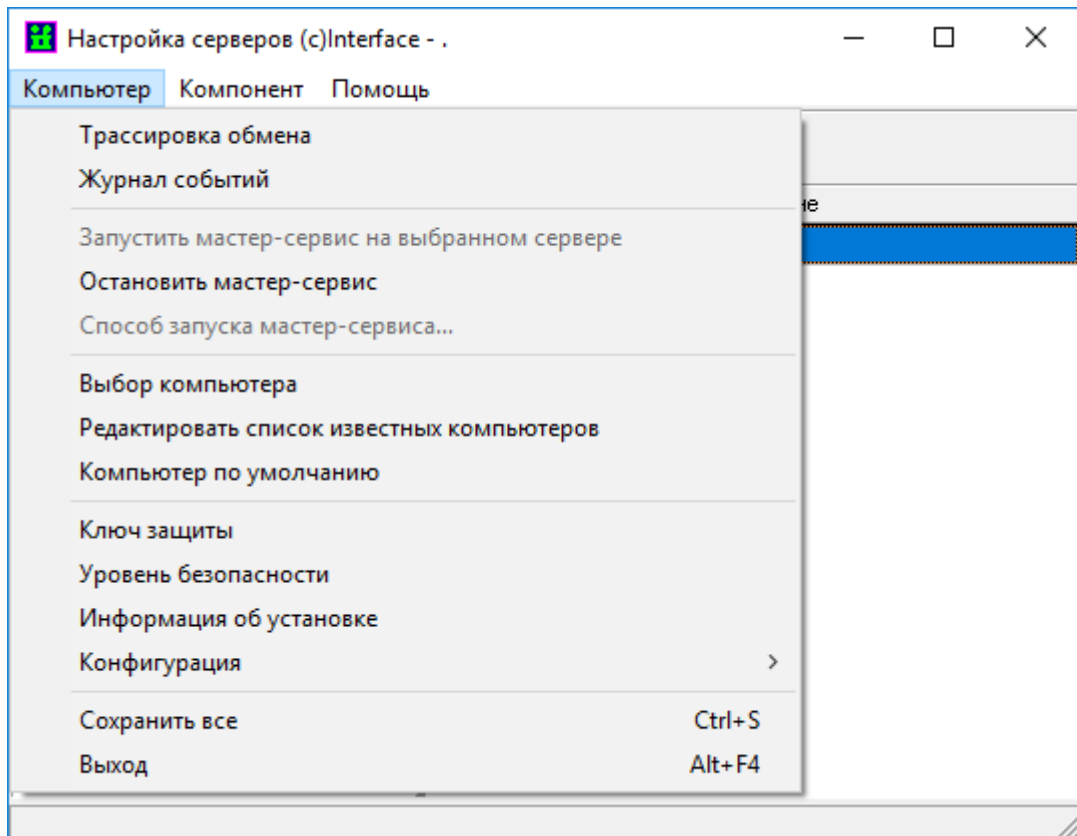 Настройка серверов (c)Interface - .
Компьютер Компонент Помощь
Трассировка обмена
Журнал событий
Запустить мастер-сервис на выбранном сервере
Остановить мастер-сервис
Способ запуска мастер-сервиса...
Выбор компьютера
Редактировать список известных компьютеров
Компьютер по умолчанию
Ключ защиты
Уровень безопасности
Информация об установке
Конфигурация
Сохранить все Ctrl+S
Выход Alt+F4